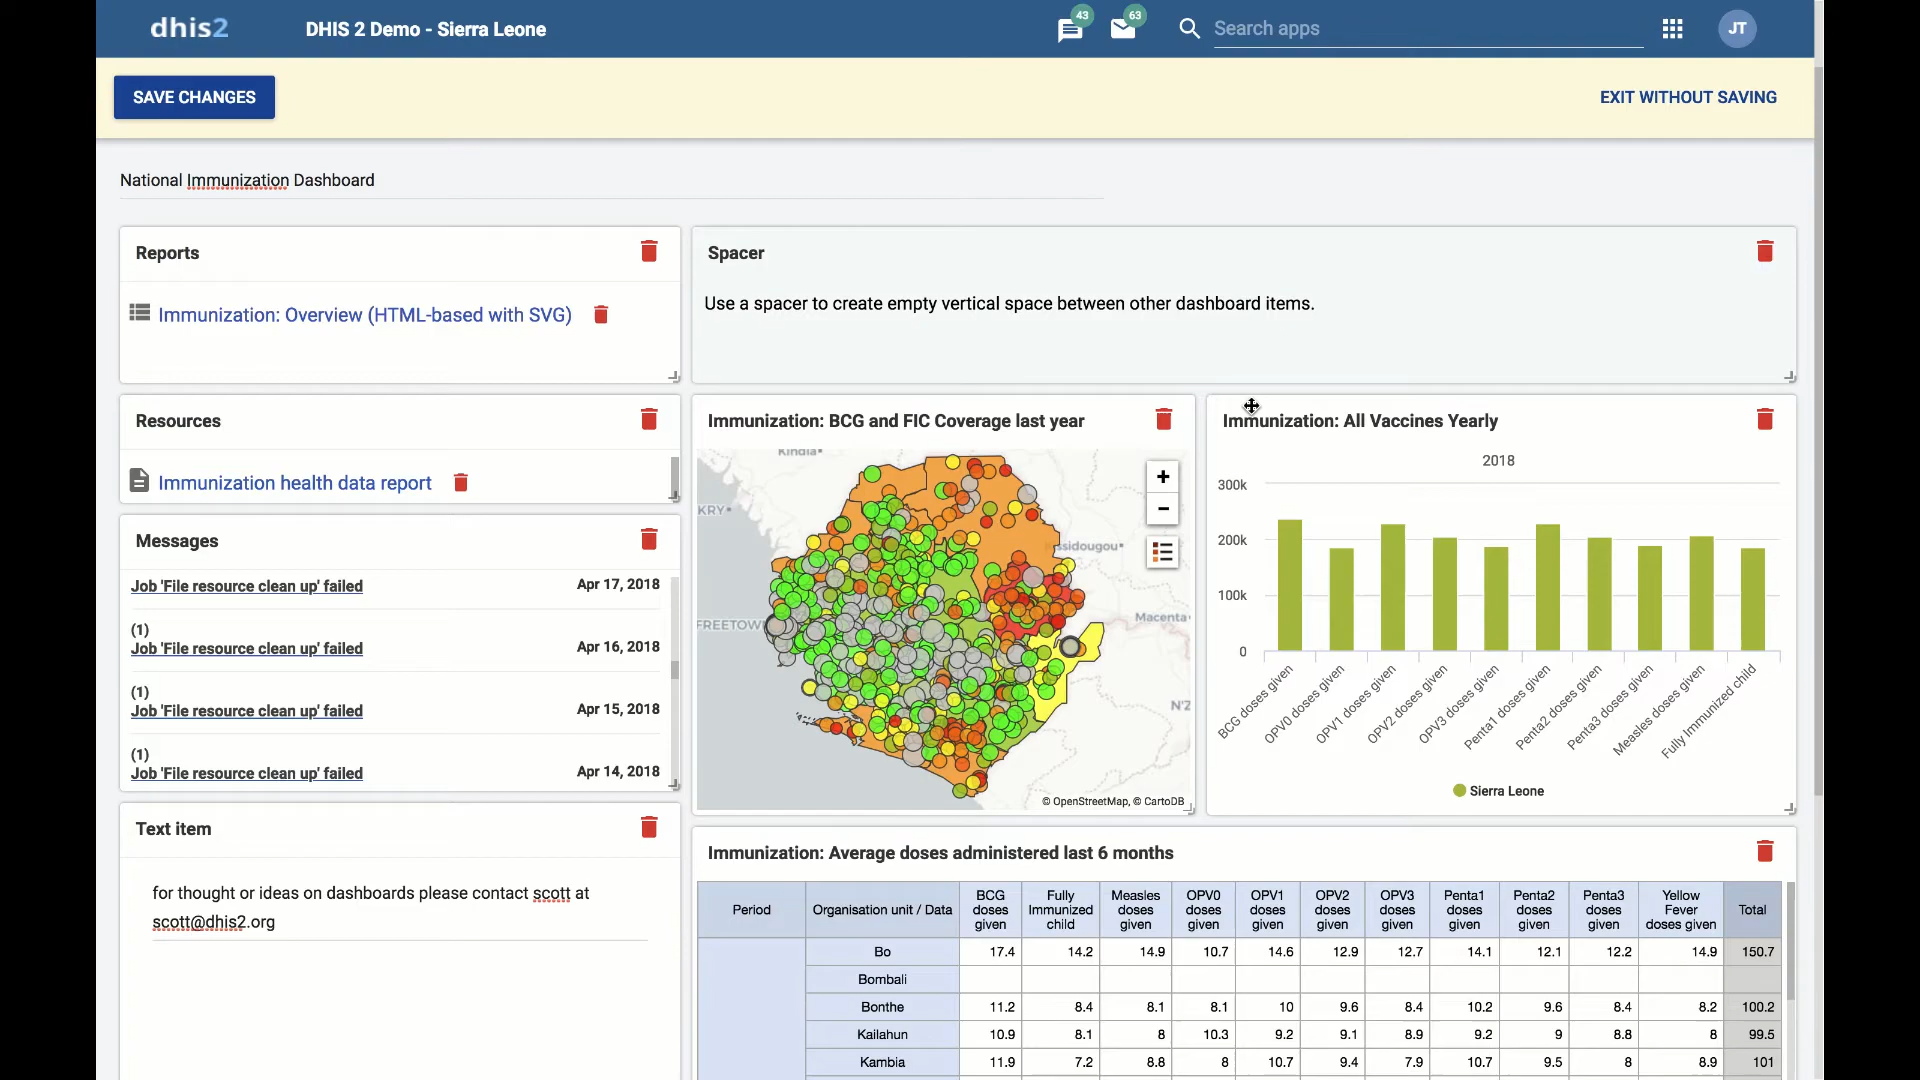 dhis2
DHIS 2 Demo - Sierra Leone
43
63
Search apps
JT
SAVE CHANGES
EXIT WITHOUT SAVING
National Immunization Dashboard
Reports
Immunization: Overview (HTML-based with SVG)
Spacer
Use a spacer to create empty vertical space between other dashboard items.
Resources
Immunization health data report
Messages
Job 'File resource clean up' failed Apr 17, 2018
(1)
Job 'File resource clean up' failed Apr 16, 2018
(1)
Job 'File resource clean up' failed Apr 15, 2018
(1)
Job 'File resource clean up' failed Apr 14, 2018
Text item
for thought or ideas on dashboards please contact scott at
scott@dhis2.org
Immunization: BCG and FIC Coverage last year
Kindia
KRY
ssidougou
FREETOW
Macenta
N'Z
+
-
© OpenStreetMap, © CartoDB
Immunization: All Vaccines Yearly
2018
300k
200k
100k
0
BCG doses given
OPV0 doses given
OPV1 doses given
OPV2 doses given
OPV3 doses given
Penta1 doses given
Penta2 doses given
Penta3 doses given
Measles doses given
Fully Immunized child
Sierra Leone
Immunization: Average doses administered last 6 months
Period Organisation unit / Data BCG doses given Fully Immunized child Measles doses given OPV0 doses given OPV1 doses given OPV2 doses given OPV3 doses given Penta1 doses given Penta2 doses given Penta3 doses given Yellow Fever doses given Total
Bo 17.4 14.2 14.9 10.7 14.6 12.9 12.7 14.1 12.1 12.2 14.9 150.7
Bombali
Bonthe 11.2 8.4 8.1 8.1 10 9.6 8.4 10.2 9.6 8.4 8.2 100.2
Kailahun 10.9 8.1 8 10.3 9.2 9.1 8.9 9.2 9 8.8 8 99.5
Kambia 11.9 7.2 8.8 8 10.7 9.4 7.9 10.7 9.5 8 8.9 101